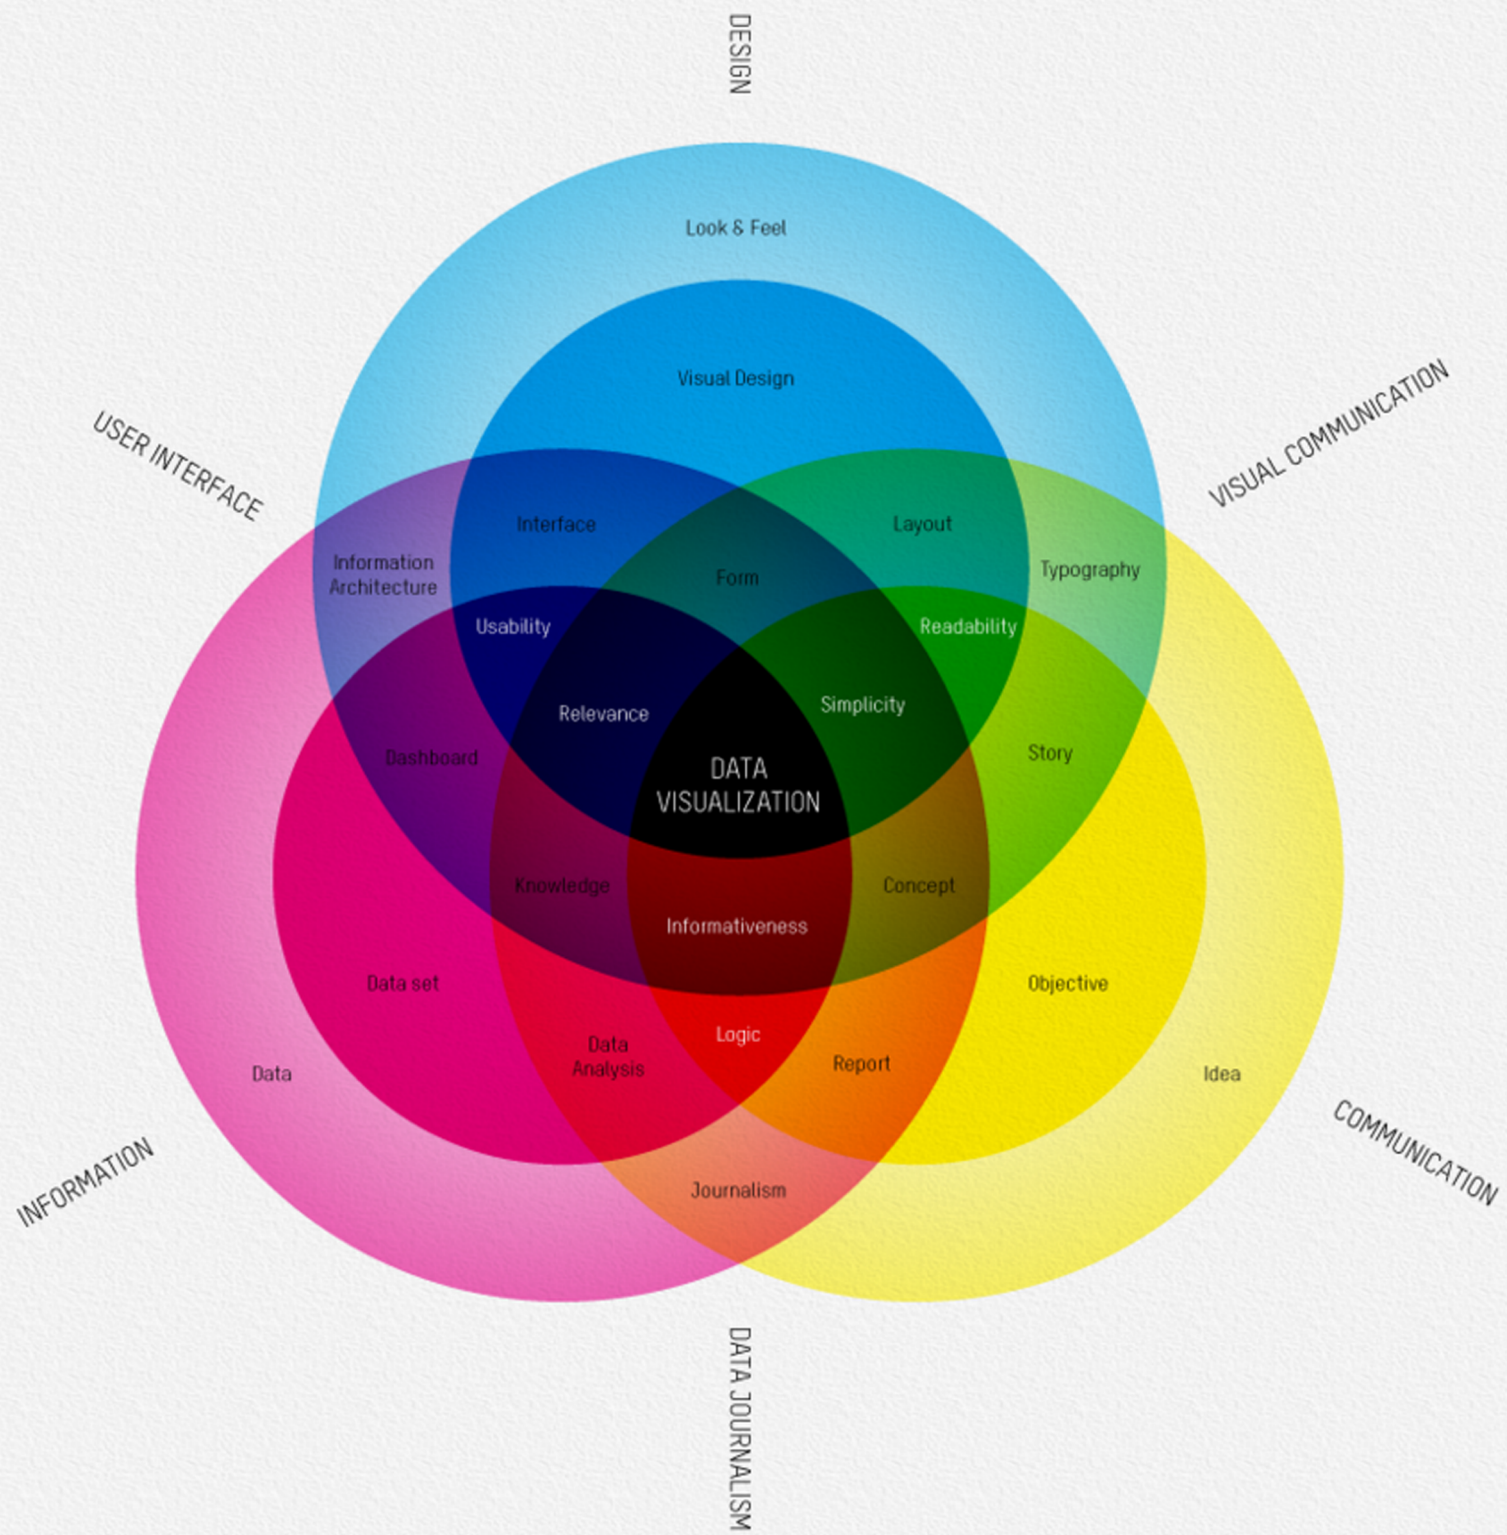 DESIGN
Look & Feel
Visual Design
USER INTERFACE
VISUAL COMMUNICATION
Interface
Layout
Information
Architecture
Form
Typography
Usability
Readability
Relevance
Simplicity
Dashboard
Story
DATA
VISUALIZATION
Knowledge
Concept
Informativeness
Data set
Objective
Logic
Data
Analysis
Report
Data
Idea
INFORMATION
COMMUNICATION
Journalism
DATA JOURNALISM